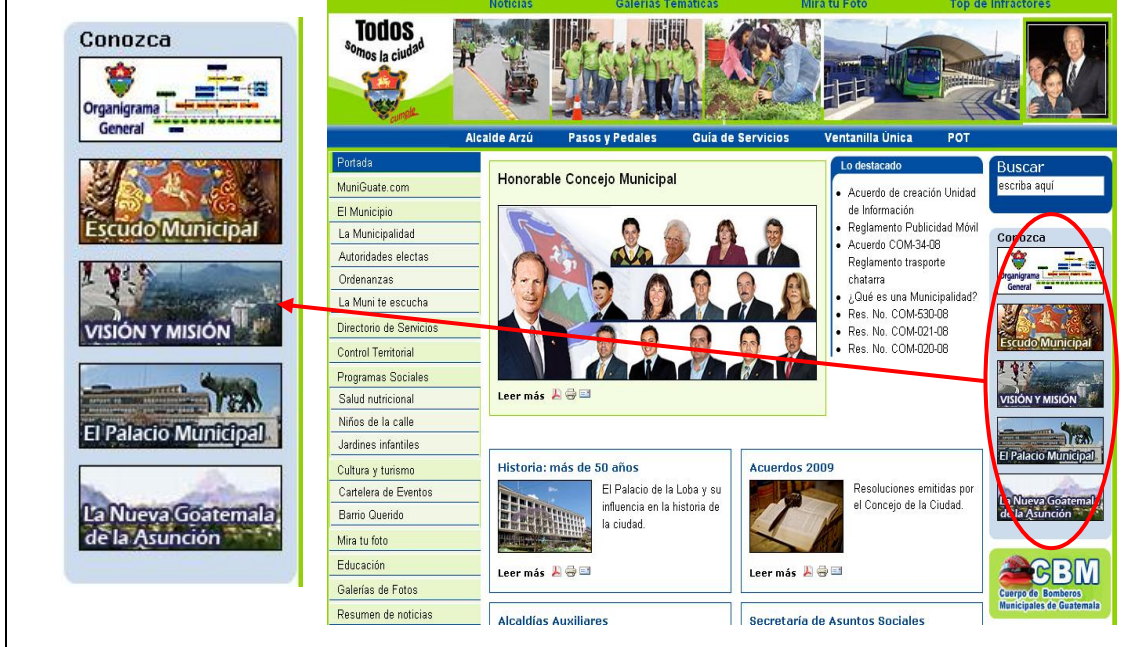 Conozca
Organigrama
General
Escudo Municipal
VISIÓN Y MISIÓN
El Palacio Municipal
La Nueva Goatemala
de la Asunción
Noticias
Galerías Temáticas
Mira tu Foto
Top de Infractores
Todos
somos la ciudad
cumple
Alcalde Arzú
Pasos y Pedales
Guía de Servicios
Ventanilla Única
POT
Portada
MuniGuate.com
El Municipio
La Municipalidad
Autoridades electas
Ordenanzas
La Muni te escucha
Directorio de Servicios
Control Territorial
Programas Sociales
Salud nutricional
Niños de la calle
Jardines infantiles
Cultura y turismo
Cartelera de Eventos
Barrio Querido
Mira tu foto
Educación
Galerías de Fotos
Resumen de noticias
Honorable Concejo Municipal
Leer más
Historia: más de 50 años
El Palacio de la Loba y su
influencia en la historia de
la ciudad.
Leer más
Acuerdos 2009
Resoluciones emitidas por
el Concejo de la Ciudad.
Leer más
Alcaldías Auxiliares
Secretaría de Asuntos Sociales
Lo destacado
Acuerdo de creación Unidad
de Información
Reglamento Publicidad Móvil
Acuerdo COM-34-08
Reglamento trasporte
chatarra
¿Qué es una Municipalidad?
Res. No. COM-530-08
Res. No. COM-021-08
Res. No. COM-020-08
Buscar
escriba aquí
Conozca
Organigrama
General
Escudo Municipal
VISIÓN Y MISIÓN
El Palacio Municipal
La Nueva Goatemala
de la Asunción
CBM
Cuerpo de Bomberos
Municipales de Guatemala